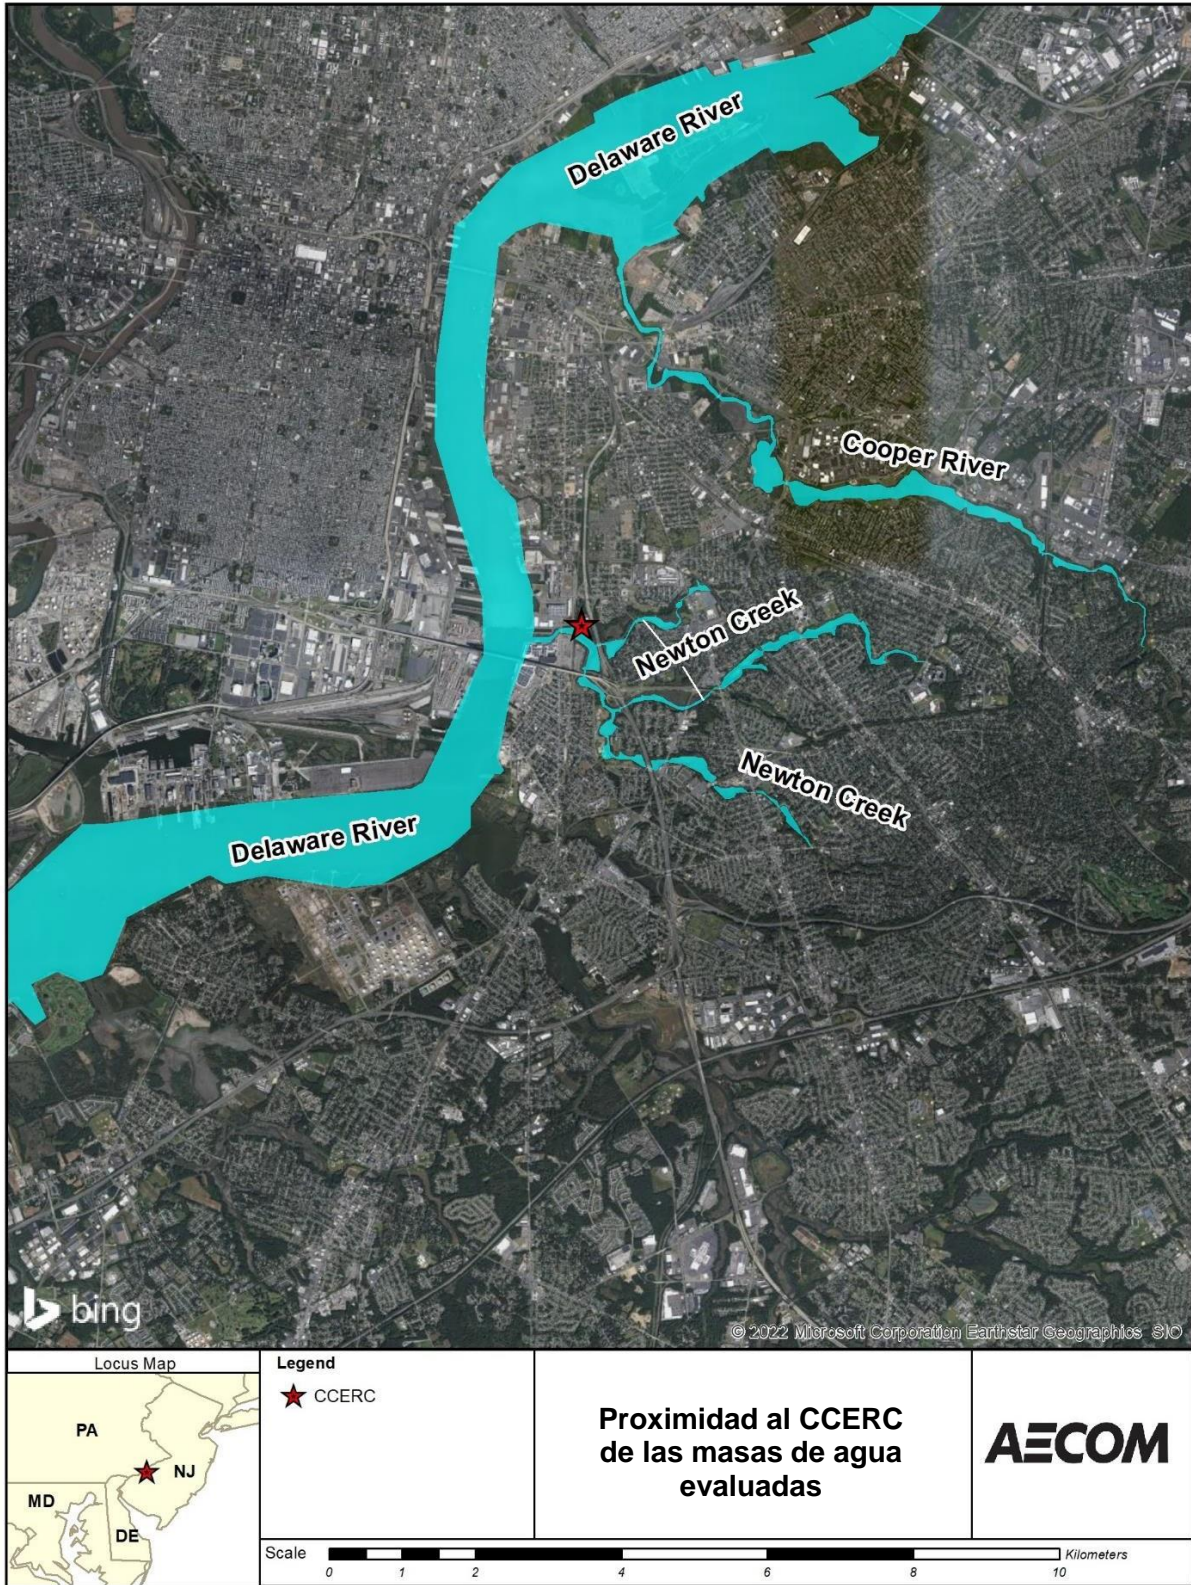 Delaware River
Cooper River
Newton Creek
Newton Creek
Delaware River
bing
© 2022 Microsoft Corporation Earthstar Geographics SIO
Locus Map
PA
NJ
MD
DE
Legend
CCERC
Proximidad al CCERC
de las masas de agua
evaluadas
AECOM
Scale
Kilometers
0 1 2 4 6 8 10